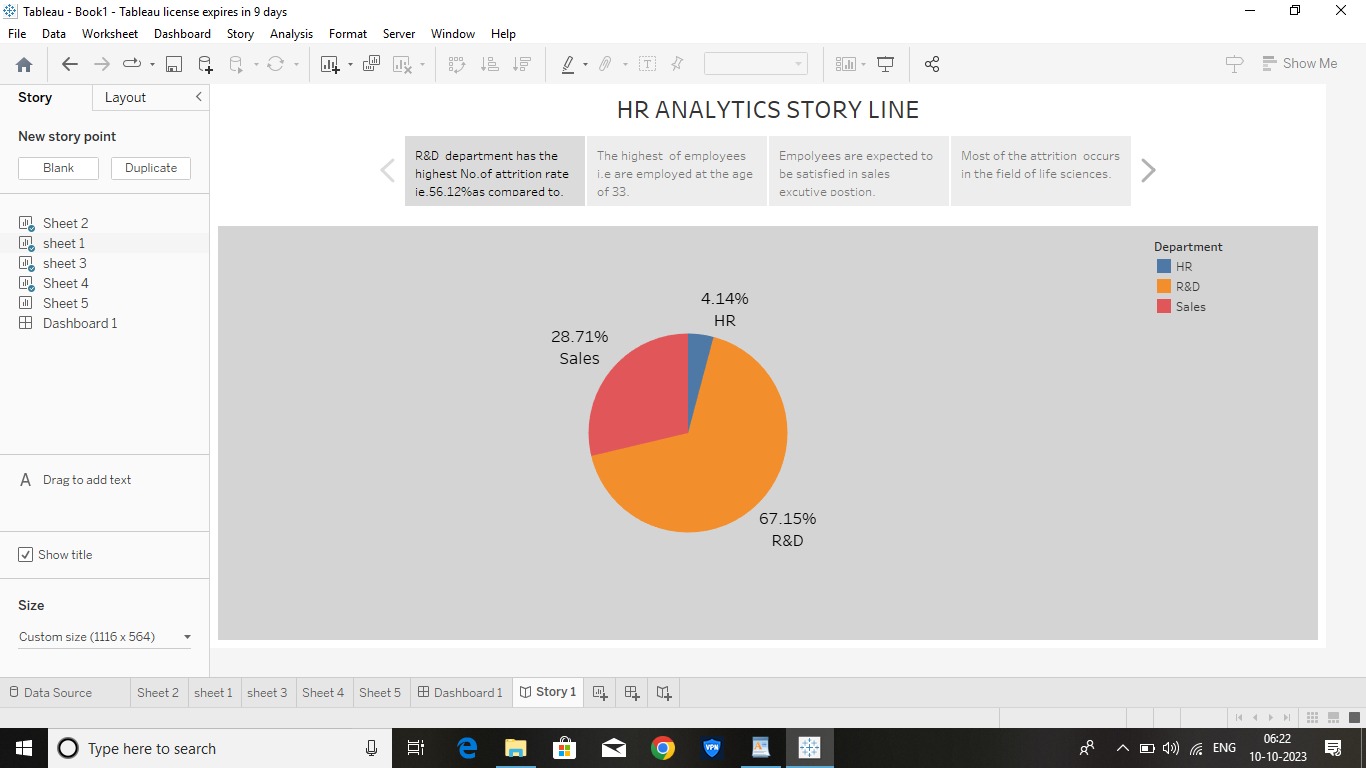 Tableau - Book1 - Tableau license expires in 9 days
File Data Worksheet Dashboard Story Analysis Format Server Window Help
Show Me
Story Layout
New story point
Blank Duplicate
Sheet 2
sheet 1
sheet 3
Sheet 4
Sheet 5
Dashboard 1
A Drag to add text
Show title
Size
Custom size (1116 x 564)
HR ANALYTICS STORY LINE
R&D department has the
highest No.of attrition rate
ie.56.12%as compared to.
The highest of employees
i.e are employed at the age
of 33.
Empolyees are expected to
be satisfied in sales
excutive postion.
Most of the attrition occurs
in the field of life sciences.
Department
HR
R&D
Sales
4.14%
HR
28.71%
Sales
67.15%
R&D
Data Source Sheet 2 sheet 1 sheet 3 Sheet 4 Sheet 5 Dashboard 1 Story 1
Type here to search
VPN
ENG
06:22
10-10-2023